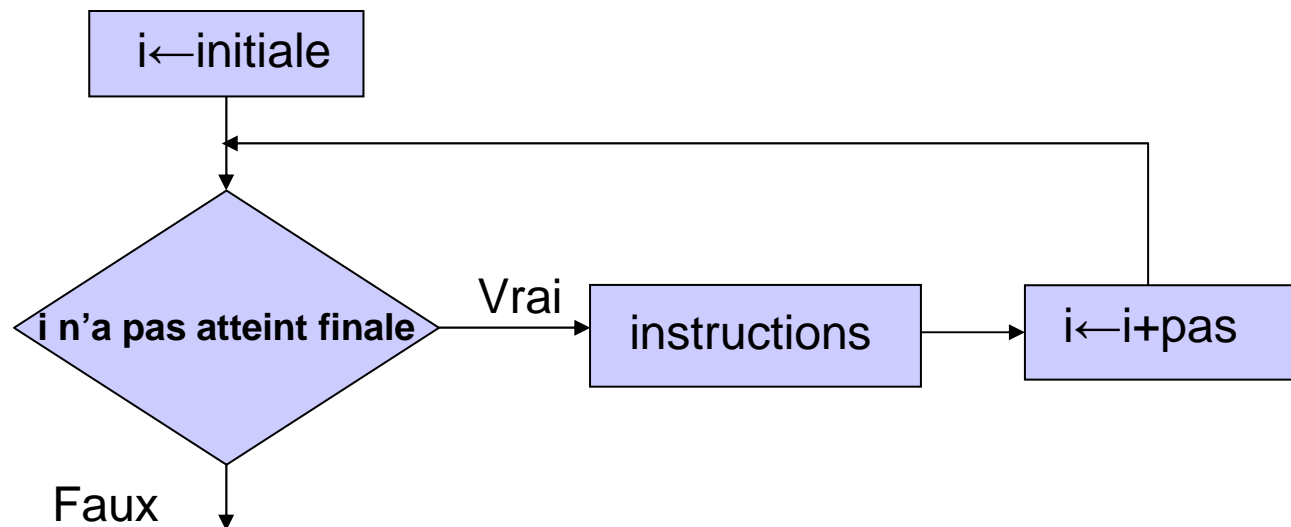 i←initiale
i n'a pas atteint finale
Vrai
instructions
i←i+pas
Faux